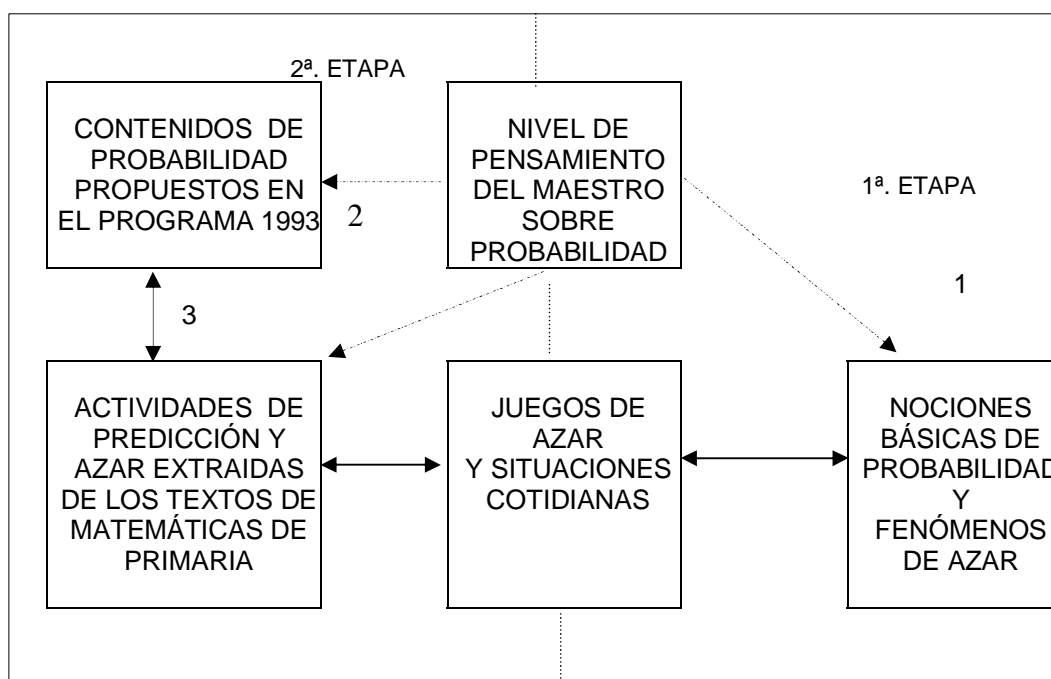 2ª. ETAPA
CONTENIDOS DE
PROBABILIDAD
PROPUESTOS EN
EL PROGRAMA 1993
2
NIVEL DE
PENSAMIENTO
DEL MAESTRO
SOBRE
PROBABILIDAD
1ª. ETAPA
1
3
ACTIVIDADES DE
PREDICCIÓN Y
AZAR EXTRAIDAS
DE LOS TEXTOS DE
MATEMÁTICAS DE
PRIMARIA
JUEGOS DE
AZAR
Y SITUACIONES
COTIDIANAS
NOCIONES
BÁSICAS DE
PROBABILIDAD
Y
FENÓMENOS
DE AZAR